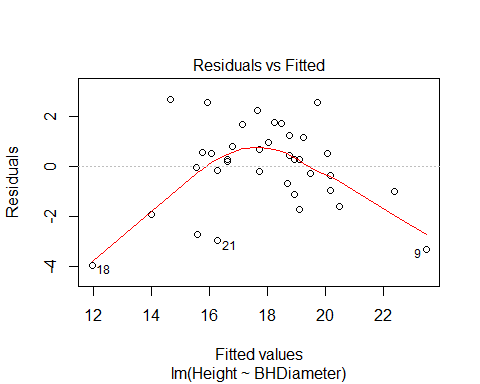 Residuals vs Fitted
Residuals
2
0
-2
-4
18
21
9
12 14 16 18 20 22
Fitted values
lm(Height ~ BHDiameter)